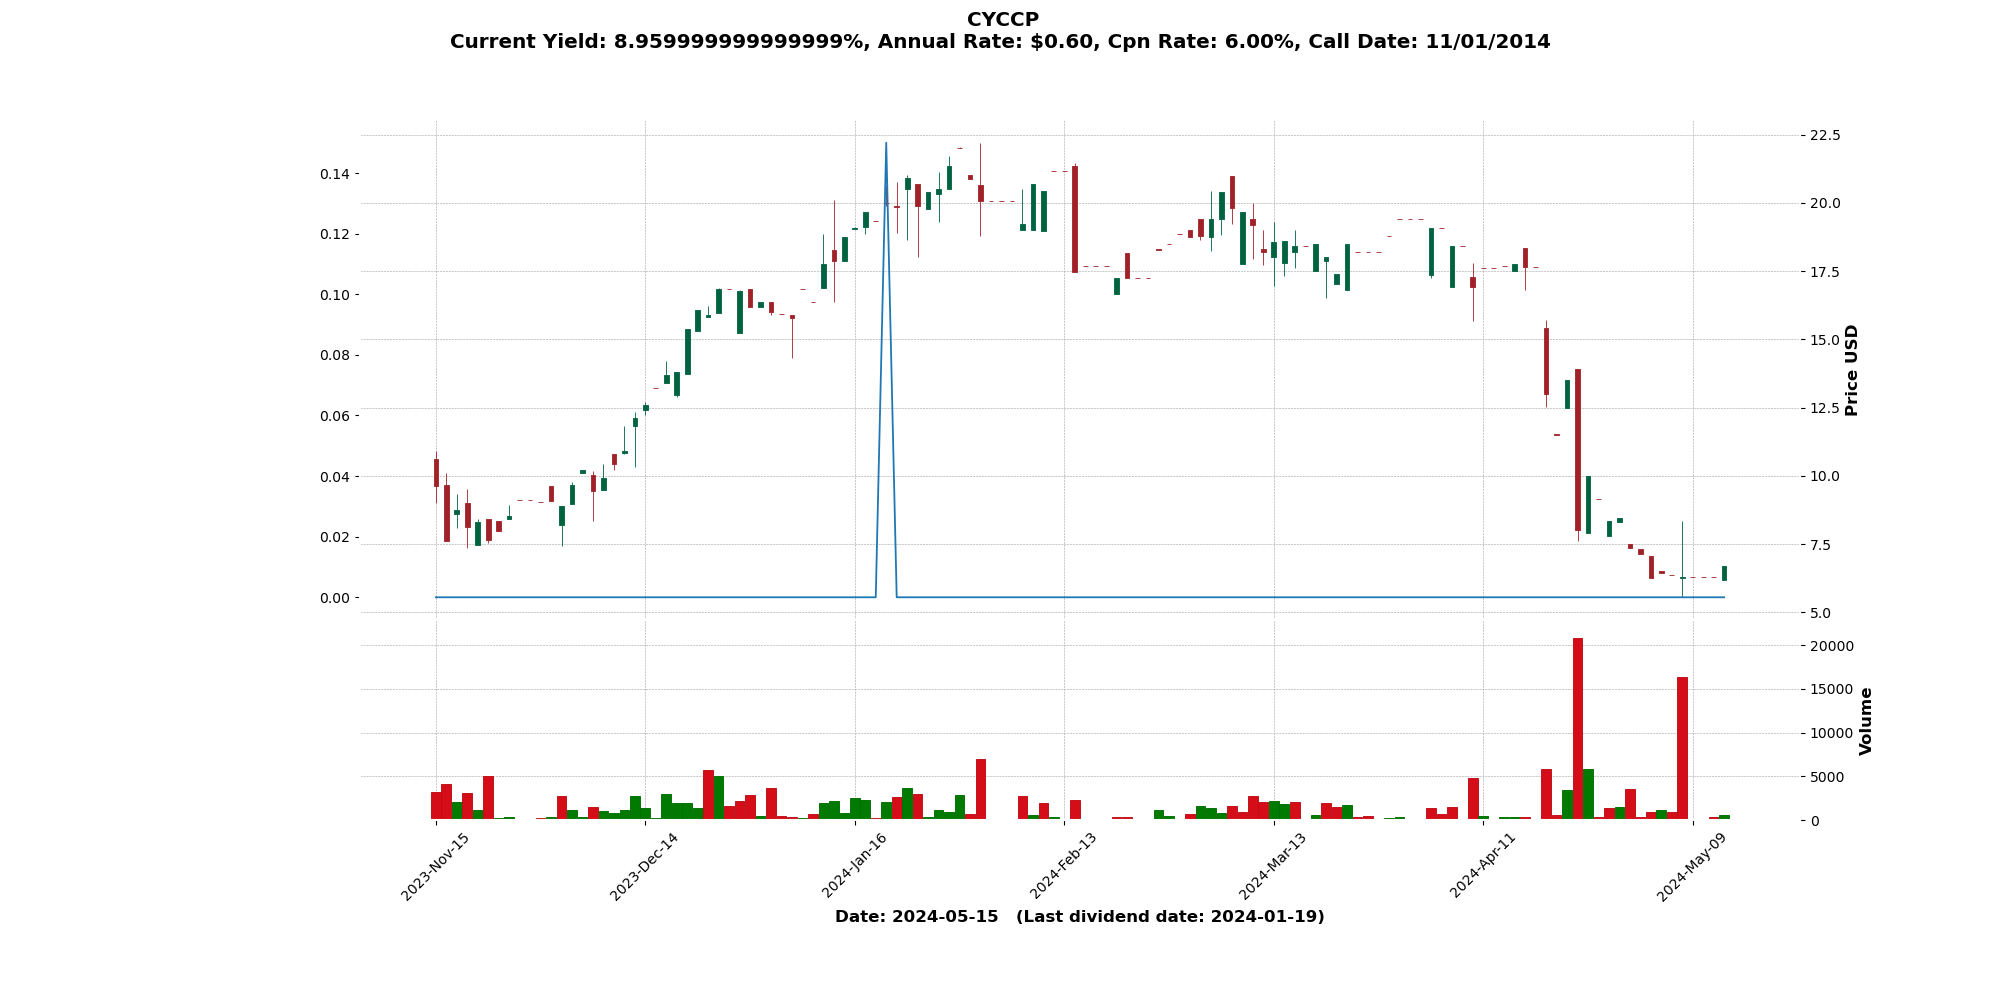 CYCCP
Current Yield: 8.959999999999999%, Annual Rate: $0.60, Cpn Rate: 6.00%, Call Date: 11/01/2014
0.14
0.12
0.10
0.08
0.06
0.04
0.02
0.00
22.5
20.0
17.5
15.0
12.5
10.0
7.5
5.0
Price USD
20000
15000
10000
5000
0
Volume
2023-Nov-15
2023-Dec-14
2024-Jan-16
2024-Feb-13
2024-Mar-13
2024-Apr-11
2024-May-09
Date: 2024-05-15 (Last dividend date: 2024-01-19)